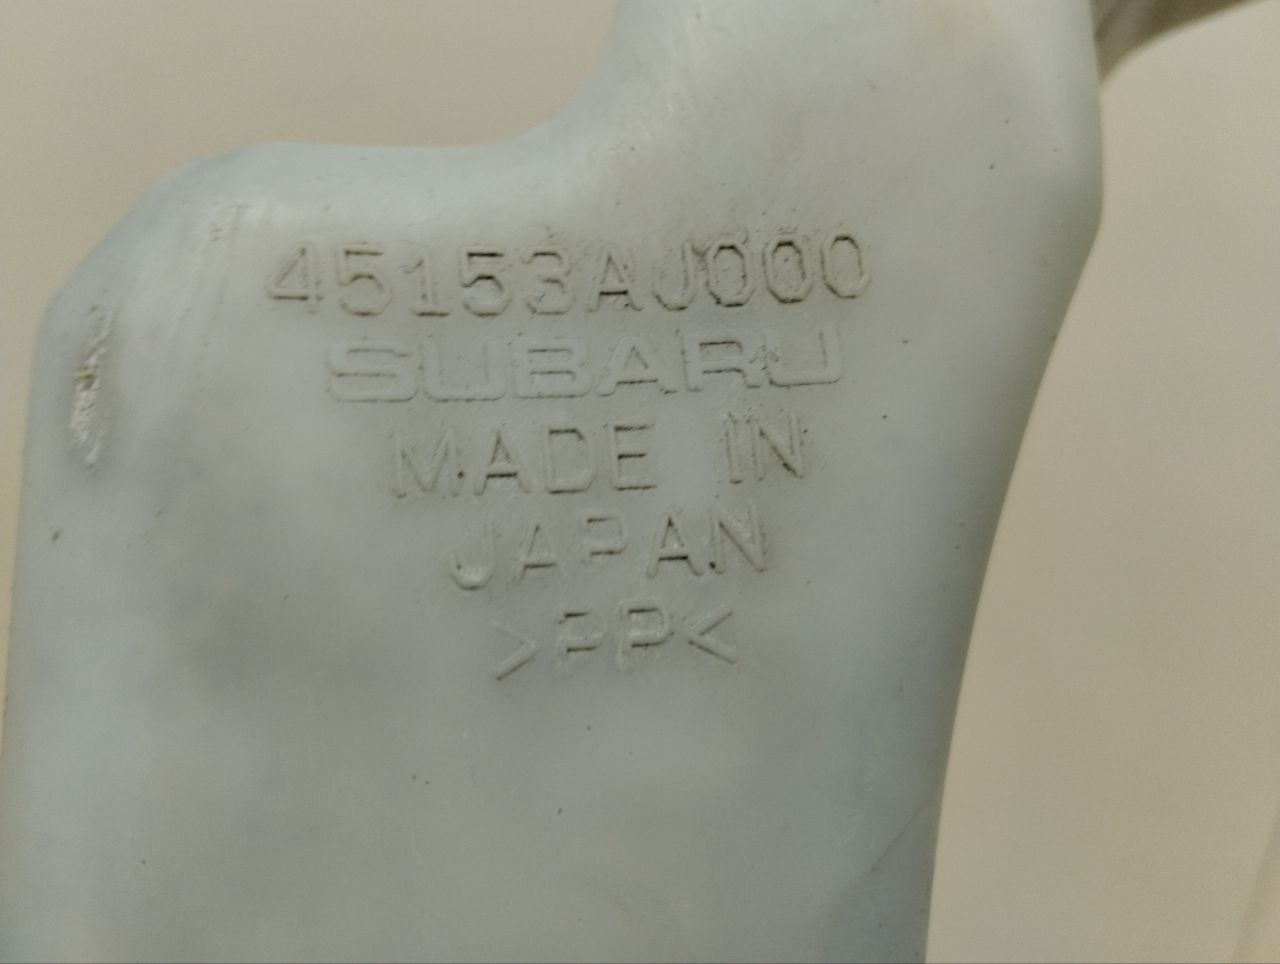 45153AJ000
SUBARU
MADE IN
JAPAN
>PP<